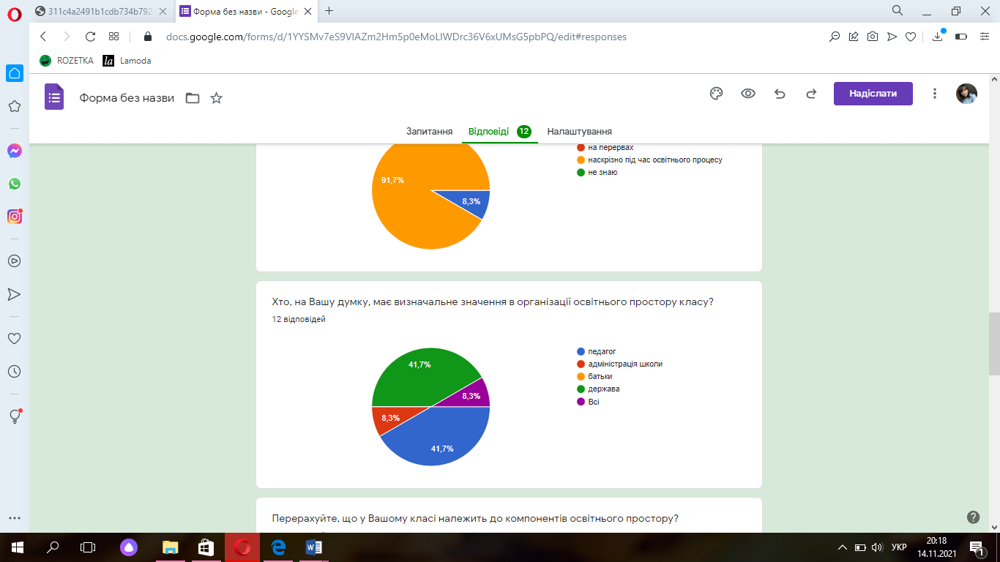 311c4a2491b1cdb734b792
Форма без назви - Google
docs.google.com/forms/d/1YYSMv7eS9VlAZm2Hm5p0eMoLlWDrc36V6xUMsG5pbPQ/edit#responses
ROZETKA
la Lamoda
Форма без назви
Надіслати
Запитання Відповіді 12 Налаштування
на перервах
наскрізно під час освітнього процесу
не знаю
91,7%
8,3%
Хто, на Вашу думку, має визначальне значення в організації освітнього простору класу?
12 відповідей
педагог
адміністрація школи
батьки
держава
Всі
41,7%
8,3%
8,3%
41,7%
Перерахуйте, що у Вашому класі належить до компонентів освітнього простору?
УКР
20:18
14.11.2021
1